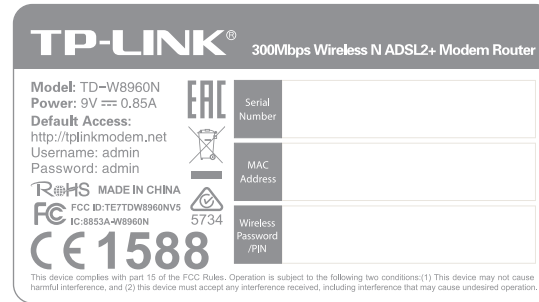 TP-LINK®
300Mbps Wireless N ADSL2+ Modem Router
Model: TD-W8960N
Power: 9V ⎓ 0.85A
Default Access:
http://tplinkmodem.net
Username: admin
Password: admin
EAC
RoHS MADE IN CHINA
FC FCC ID:TE7TDW8960NV5
IC:8853A-W8960N
5734
CE1588
Serial
Number
MAC
Address
Wireless
Password
/PIN
This device complies with part 15 of the FCC Rules. Operation is subject to the following two conditions:(1) This device may not cause
harmful interference, and (2) this device must accept any interference received, including interference that may cause undesired operation.